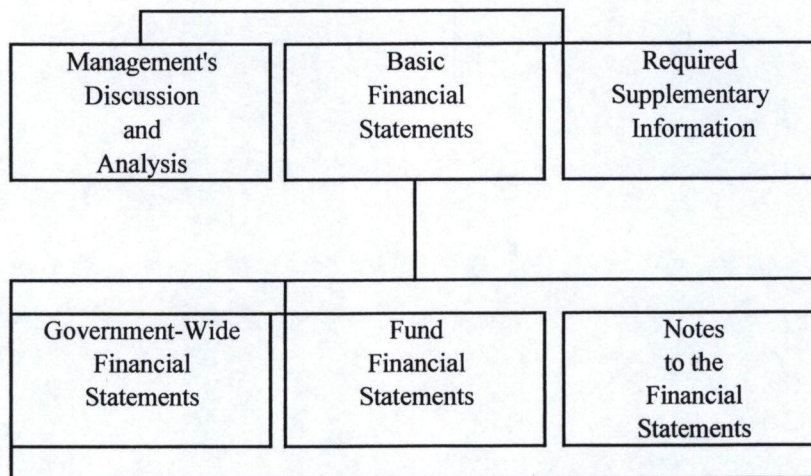 Management's
Discussion
and
Analysis
Basic
Financial
Statements
Required
Supplementary
Information
Government-Wide
Financial
Statements
Fund
Financial
Statements
Notes
to the
Financial
Statements